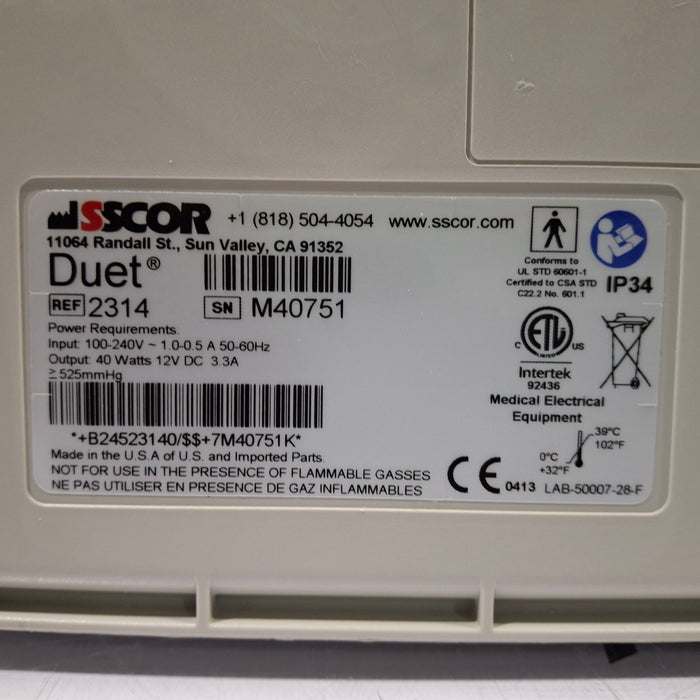 SSCOR +1 (818) 504-4054 www.sscor.com
11064 Randall St., Sun Valley, CA 91352
Duet®
REF 2314 SN M40751
Power Requirements:
Input: 100-240V ~ 1.0-0.5 A 50-60Hz
Output: 40 Watts 12V DC 3.3A
≥ 525mmHg
*+B24523140/$$+7M40751K*
Made in the U.S.A of U.S. and Imported Parts.
NOT FOR USE IN THE PRESENCE OF FLAMMABLE GASSES
NE PAS UTILISER EN PRESENCE DE GAZ INFLAMMABLES
Conforms to
UL STD 60601-1
Certified to CSA STD
C22.2 No. 601.1
IP34
C ETL US
LISTED
Intertek
92436
Medical Electrical
Equipment
39°C
102°F
0°C
+32°F
CE 0413 LAB-50007-28-F